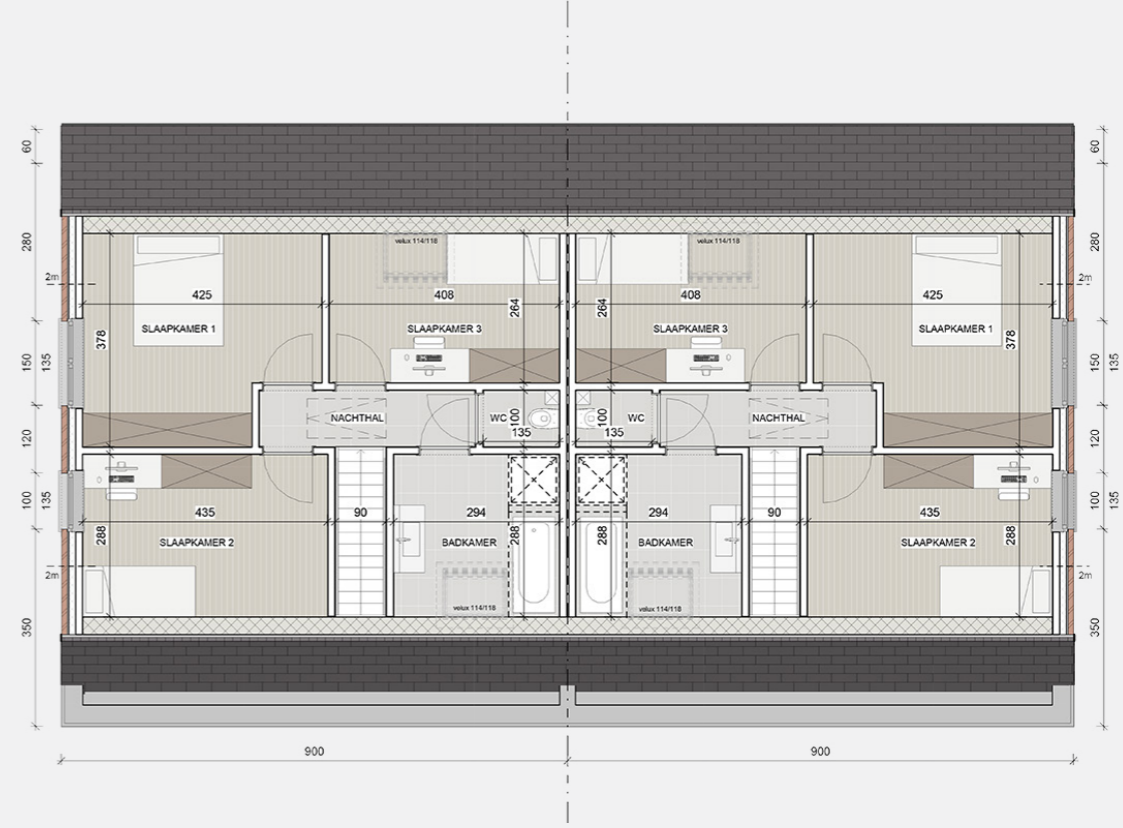 60
60
velux 114/118
velux 114/118
280
280
2m
2m
425
408
408
425
264
264
SLAAPKAMER 1
SLAAPKAMER 3
SLAAPKAMER 3
SLAAPKAMER 1
378
378
150
135
150
135
NACHTHAL
WC
100
135
100
WC
135
NACHTHAL
120
120
100
135
100
135
435
90
294
294
90
435
288
SLAAPKAMER 2
BADKAMER
288
288
BADKAMER
SLAAPKAMER 2
288
2m
2m
velux 114/118
velux 114/118
350
350
900
900